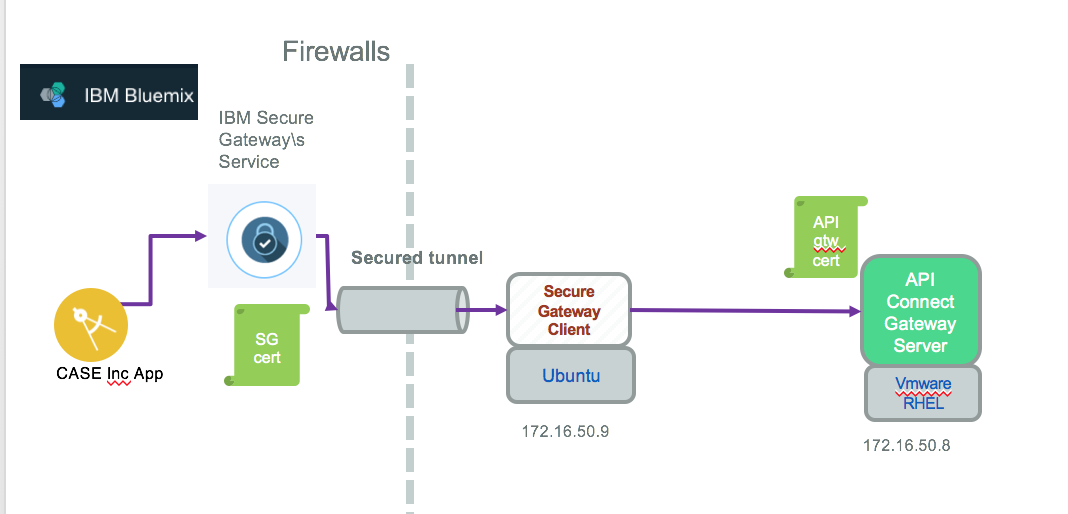 Firewalls
IBM Bluemix
IBM Secure
Gateway\s
Service
API
gtw
cert
Secured tunnel
Secure
Gateway
Client
API
Connect
Gateway
Server
SG
cert
CASE Inc App
Ubuntu
Vmware
RHEL
172.16.50.9
172.16.50.8